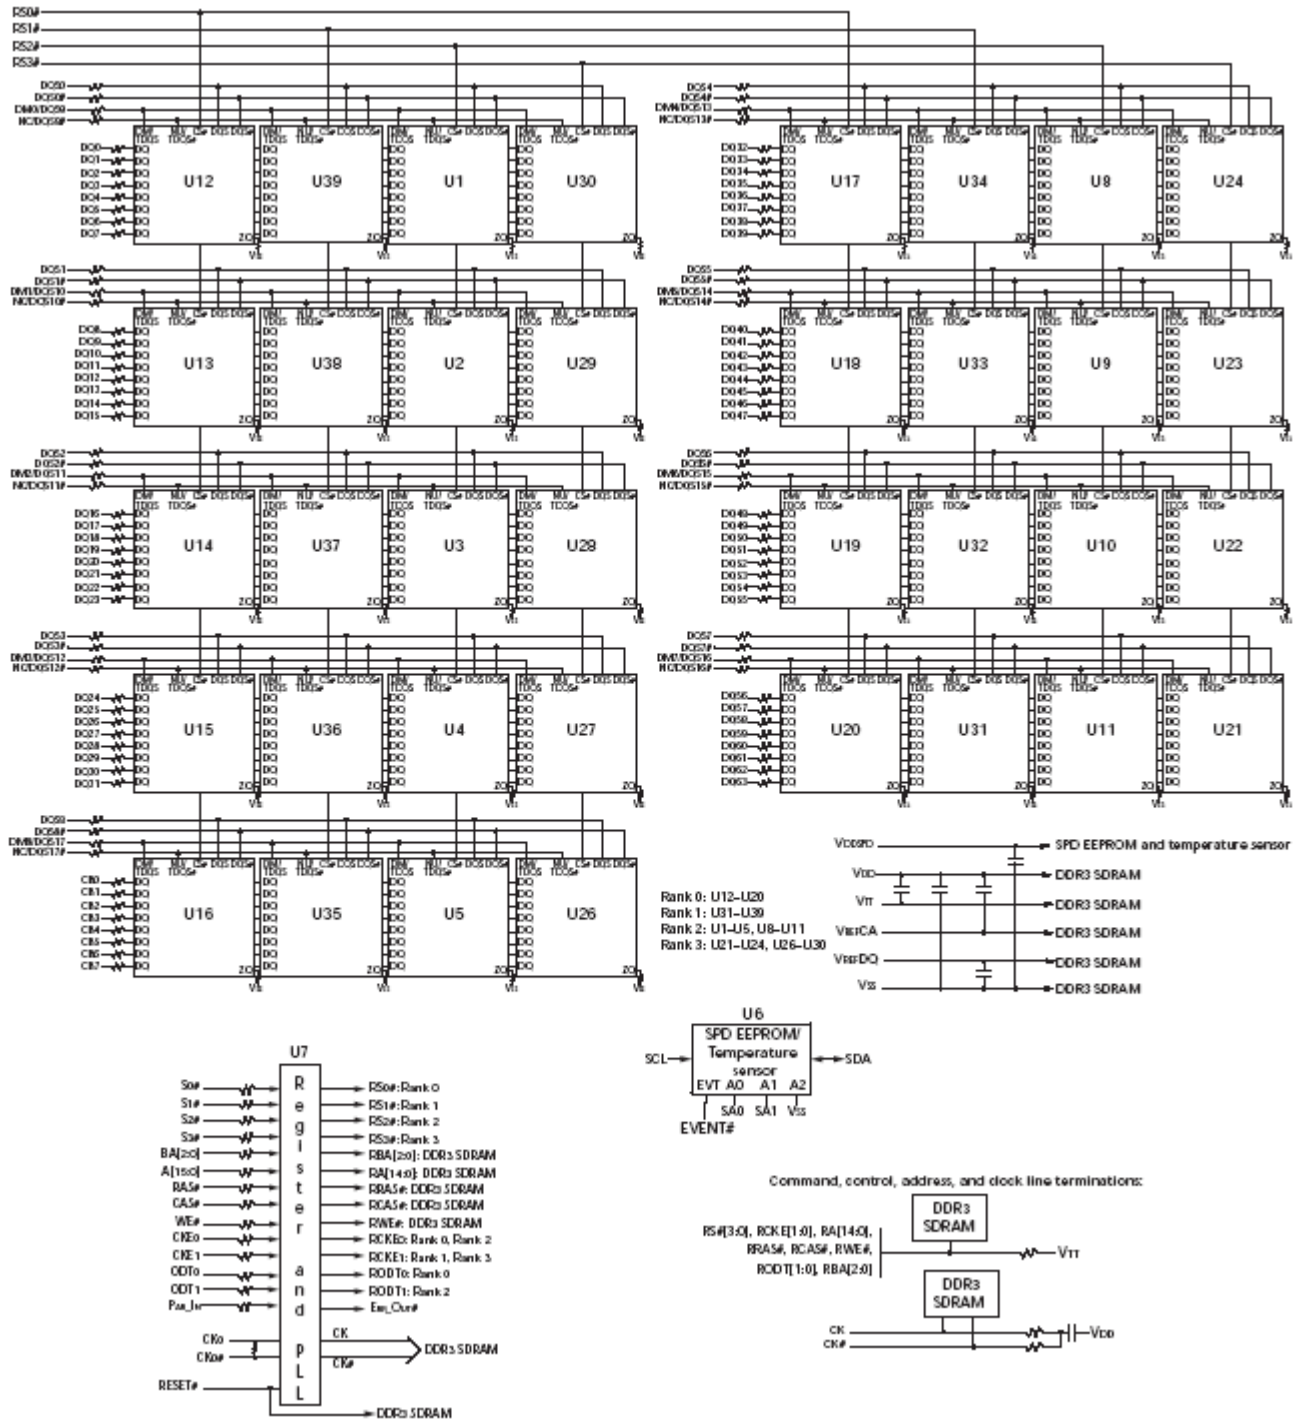 RS0#
RS1#
RS2#
RS3#
DQS0
DQS0#
DM0/DQS9
NC/DQS9#
DM/ TDQS NU/ TDQS# CS# DQS DQS#
DQ0 DQ
DQ1 DQ
DQ2 DQ
DQ3 DQ
DQ4 DQ
DQ5 DQ
DQ6 DQ
DQ7 DQ
U12 U39 U1 U30
ZQ
Vss
DQS4
DQS4#
DM4/DQS13
NC/DQS13#
DQ32
DQ33
DQ34
DQ35
DQ36
DQ37
DQ38
DQ39
U17 U34 U8 U24
DQS1
DQS1#
DM1/DQS10
NC/DQS10#
DQ8
DQ9
DQ10
DQ11
DQ12
DQ13
DQ14
DQ15
U13 U38 U2 U29
DQS5
DQS5#
DM5/DQS14
NC/DQS14#
DQ40
DQ41
DQ42
DQ43
DQ44
DQ45
DQ46
DQ47
U18 U33 U9 U23
DQS2
DQS2#
DM2/DQS11
NC/DQS11#
DQ16
DQ17
DQ18
DQ19
DQ20
DQ21
DQ22
DQ23
U14 U37 U3 U28
DQS6
DQS6#
DM6/DQS15
NC/DQS15#
DQ48
DQ49
DQ50
DQ51
DQ52
DQ53
DQ54
DQ55
U19 U32 U10 U22
DQS3
DQS3#
DM3/DQS12
NC/DQS12#
DQ24
DQ25
DQ26
DQ27
DQ28
DQ29
DQ30
DQ31
U15 U36 U4 U27
DQS7
DQS7#
DM7/DQS16
NC/DQS16#
DQ56
DQ57
DQ58
DQ59
DQ60
DQ61
DQ62
DQ63
U20 U31 U11 U21
DQS8
DQS8#
DM8/DQS17
NC/DQS17#
CB0
CB1
CB2
CB3
CB4
CB5
CB6
CB7
U16 U35 U5 U26
Rank 0: U12–U20
Rank 1: U31–U39
Rank 2: U1–U5, U8–U11
Rank 3: U21–U24, U26–U30
VDDSPD SPD EEPROM and temperature sensor
VDD DDR3 SDRAM
VTT DDR3 SDRAM
VREFCA DDR3 SDRAM
VREFDQ DDR3 SDRAM
VSS DDR3 SDRAM
U6
SPD EEPROM/
Temperature
sensor
SCL SDA
EVT A0 A1 A2
SA0 SA1 VSS
EVENT#
U7
Register and PLL
S0# RS0#: Rank 0
S1# RS1#: Rank 1
S2# RS2#: Rank 2
S3# RS3#: Rank 3
BA[2:0] RBA[2:0]: DDR3 SDRAM
A[15:0] RA[14:0]: DDR3 SDRAM
RAS# RRAS#: DDR3 SDRAM
CAS# RCAS#: DDR3 SDRAM
WE# RWE#: DDR3 SDRAM
CKE0 RCKE0: Rank 0, Rank 2
CKE1 RCKE1: Rank 1, Rank 3
ODT0 RODT0: Rank 0
ODT1 RODT1: Rank 2
PAR_IN ERR_OUT#
CK0 CK
CK0# CK#
DDR3 SDRAM
RESET#
DDR3 SDRAM
Command, control, address, and clock line terminations:
DDR3
SDRAM
RS#[3:0], RCKE[1:0], RA[14:0],
RRAS#, RCAS#, RWE#,
RODT[1:0], RBA[2:0]
VTT
DDR3
SDRAM
CK
CK#
VDD